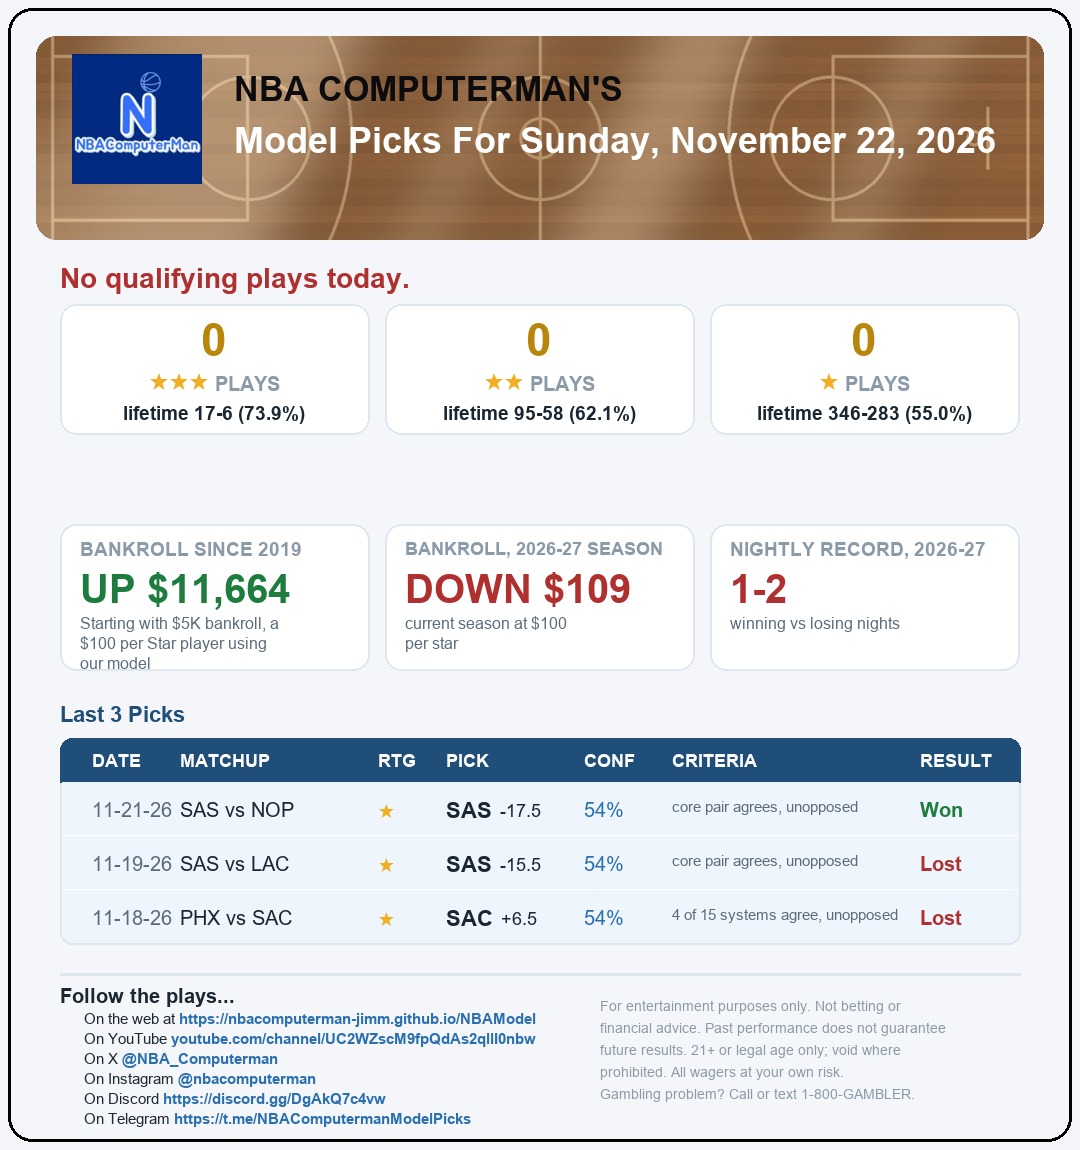 N
NBAComputerMan
NBA COMPUTERMAN'S
Model Picks For Sunday, November 22, 2026
No qualifying plays today.
0
★★★ PLAYS
lifetime 17-6 (73.9%)
0
★★ PLAYS
lifetime 95-58 (62.1%)
0
★ PLAYS
lifetime 346-283 (55.0%)
BANKROLL SINCE 2019
UP $11,664
Starting with $5K bankroll, a
$100 per Star player using
our model
BANKROLL, 2026-27 SEASON
DOWN $109
current season at $100
per star
NIGHTLY RECORD, 2026-27
1-2
winning vs losing nights
Last 3 Picks
DATE MATCHUP RTG PICK CONF CRITERIA RESULT
11-21-26 SAS vs NOP ★ SAS -17.5 54% core pair agrees, unopposed Won
11-19-26 SAS vs LAC ★ SAS -15.5 54% core pair agrees, unopposed Lost
11-18-26 PHX vs SAC ★ SAC +6.5 54% 4 of 15 systems agree, unopposed Lost
Follow the plays...
On the web at https://nbacomputerman-jimm.github.io/NBAModel
On YouTube youtube.com/channel/UC2WZscM9fpQdAs2qlIl0nbw
On X @NBA_Computerman
On Instagram @nbacomputerman
On Discord https://discord.gg/DgAkQ7c4vw
On Telegram https://t.me/NBAComputermanModelPicks
For entertainment purposes only. Not betting or
financial advice. Past performance does not guarantee
future results. 21+ or legal age only; void where
prohibited. All wagers at your own risk.
Gambling problem? Call or text 1-800-GAMBLER.